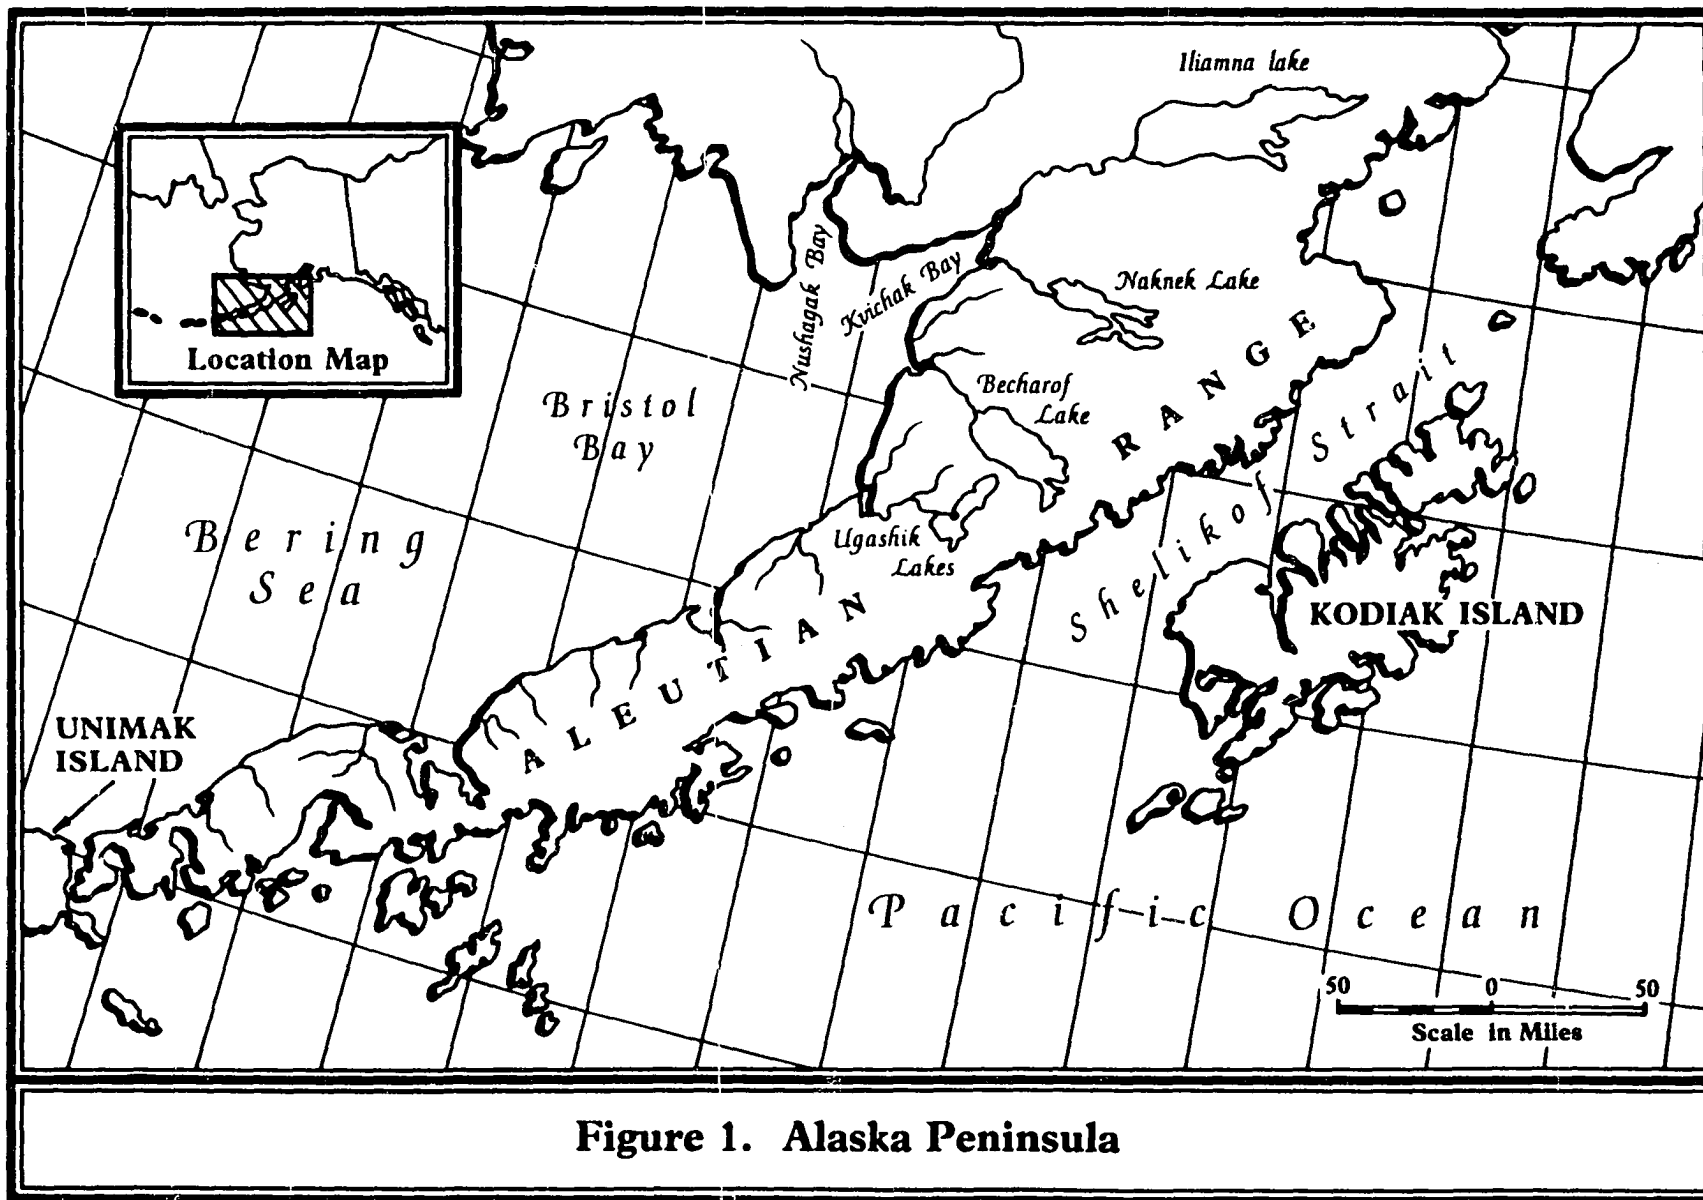 Iliamna lake
Nushagak Bay
Kvichak Bay
Naknek Lake
Location Map
Becharof
Lake
Bristol
Bay
Shelikof Strait
Bering
Sea
Ugashik
Lakes
ALEUTIAN RANGE
KODIAK ISLAND
UNIMAK
ISLAND
Pacific Ocean
50 0 50
Scale in Miles
Figure 1. Alaska Peninsula